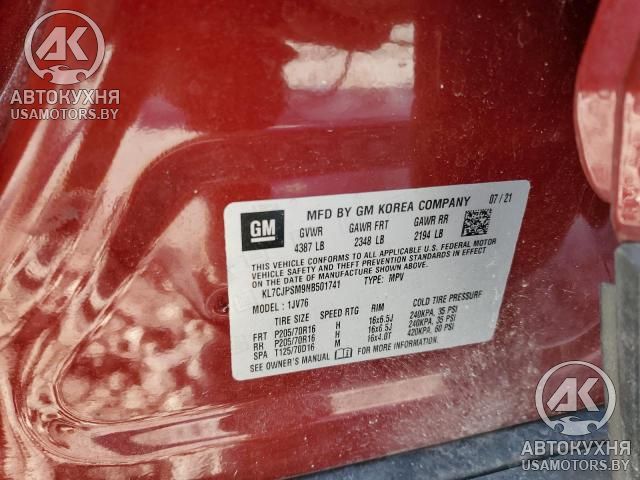 АК
АВТОКУХНЯ
USAMOTORS.BY
GM
MFD BY GM KOREA COMPANY 07 / 21
GVWR GAWR FRT GAWR RR
4387 LB 2348 LB 2194 LB
THIS VEHICLE CONFORMS TO ALL APPLICABLE U.S. FEDERAL MOTOR
VEHICLE SAFETY AND THEFT PREVENTION STANDARDS IN EFFECT
ON THE DATE OF MANUFACTURE SHOWN ABOVE.
KL7CJPSM9NB501741 TYPE: MPV
MODEL: 1JV76
TIRE SIZE SPEED RTG RIM COLD TIRE PRESSURE
FRT P205/70R16 H 16x6.5J 240KPA, 35 PSI
RR P205/70R16 H 16x6.5J 240KPA, 35 PSI
SPA T125/70D16 M 16x4.0T 420KPA, 60 PSI
SEE OWNER'S MANUAL FOR MORE INFORMATION.
АК
АВТОКУХНЯ
USAMOTORS.BY